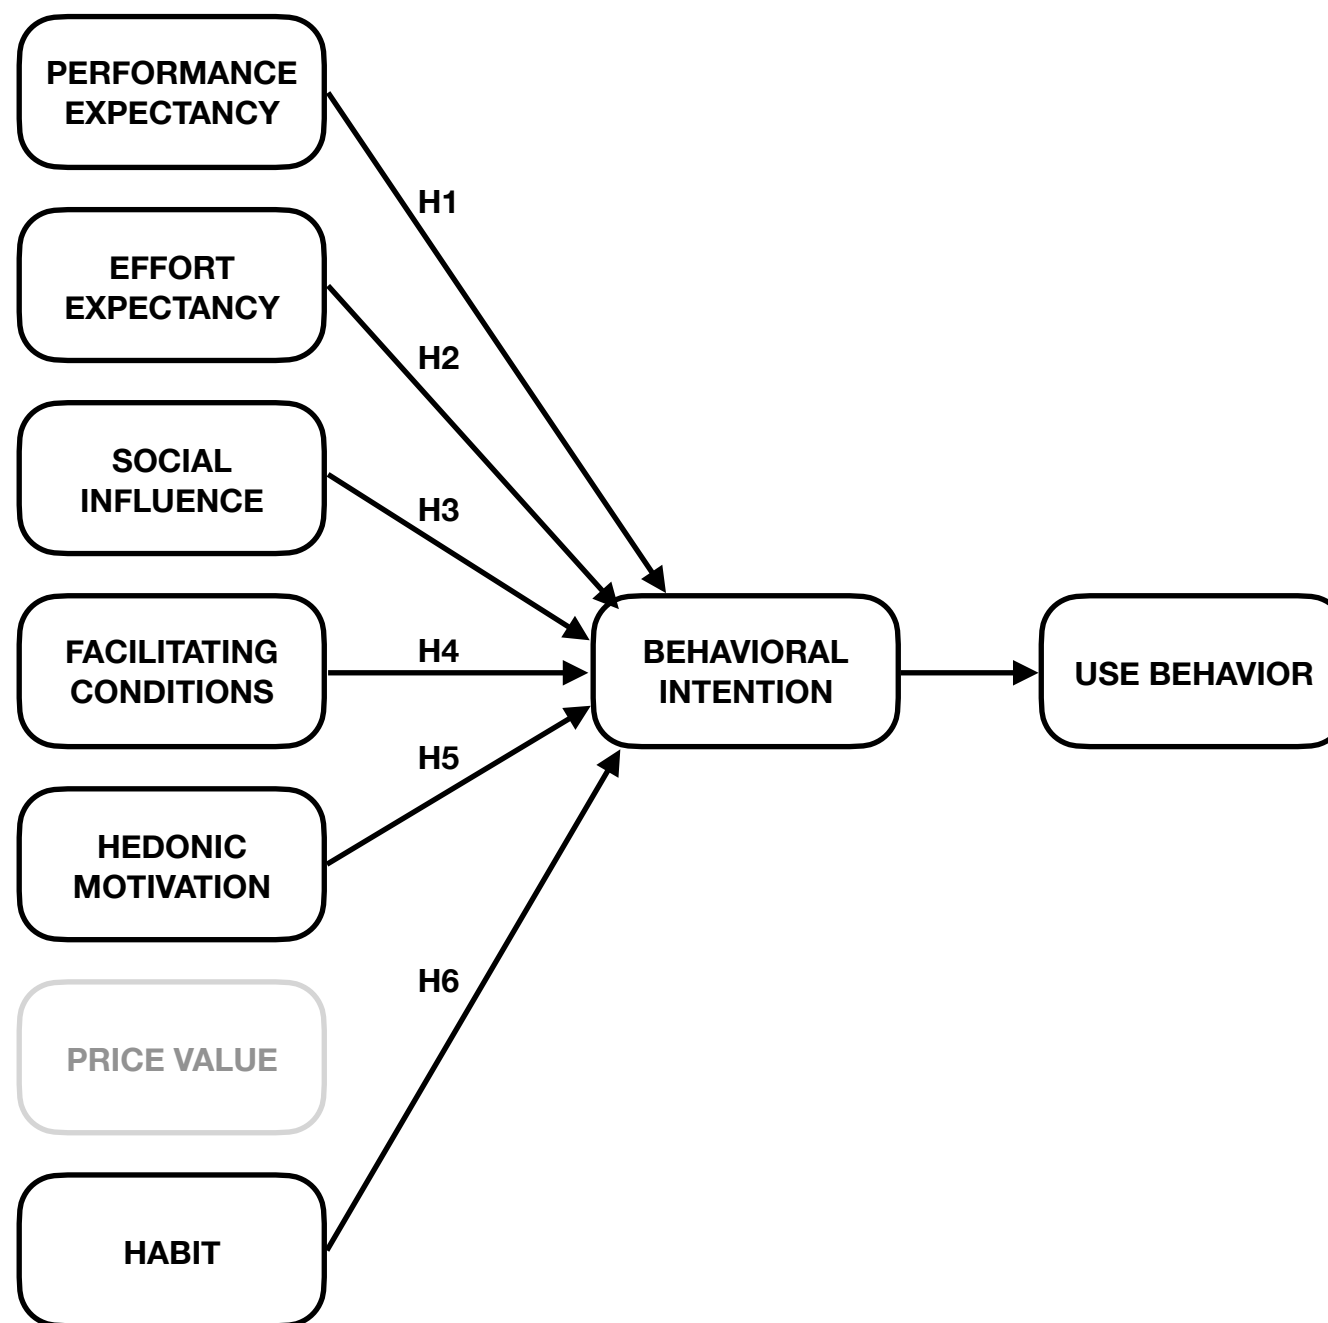 PERFORMANCE
EXPECTANCY
H1
EFFORT
EXPECTANCY
H2
SOCIAL
INFLUENCE
H3
FACILITATING
CONDITIONS
H4
BEHAVIORAL
INTENTION
USE BEHAVIOR
H5
HEDONIC
MOTIVATION
H6
PRICE VALUE
HABIT